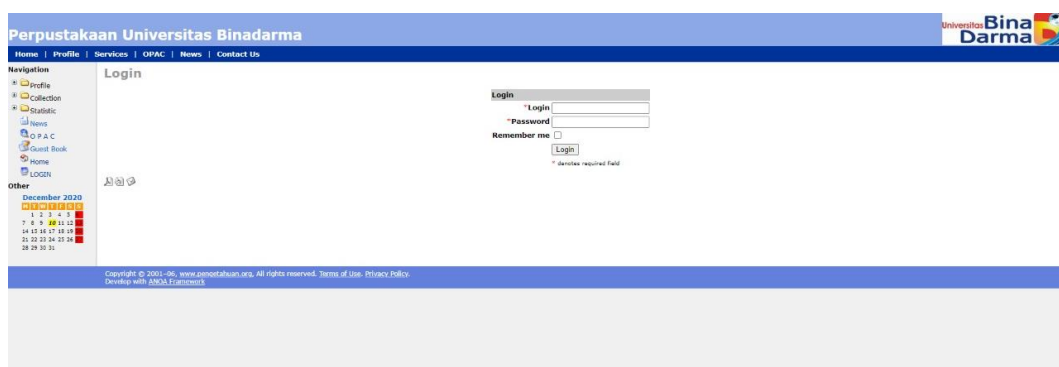 Perpustakaan Universitas Binadarma
Universitas Bina
Darma
Home | Profile | Services | OPAC | News | Contact Us
Navigation
Profile
Collection
Statistic
News
O P A C
Guest Book
Home
LOGIN
Other
December 2020
M T W T F S S
1 2 3 4 5
7 8 9 10 11 12
14 15 16 17 18 19
21 22 23 24 25 26
28 29 30 31
Login
Login
*Login
*Password
Remember me
Login
* denotes required field
Copyright © 2001-06, www.pengetahuan.org, All rights reserved. Terms of Use. Privacy Policy.
Develop with ANOA Framework